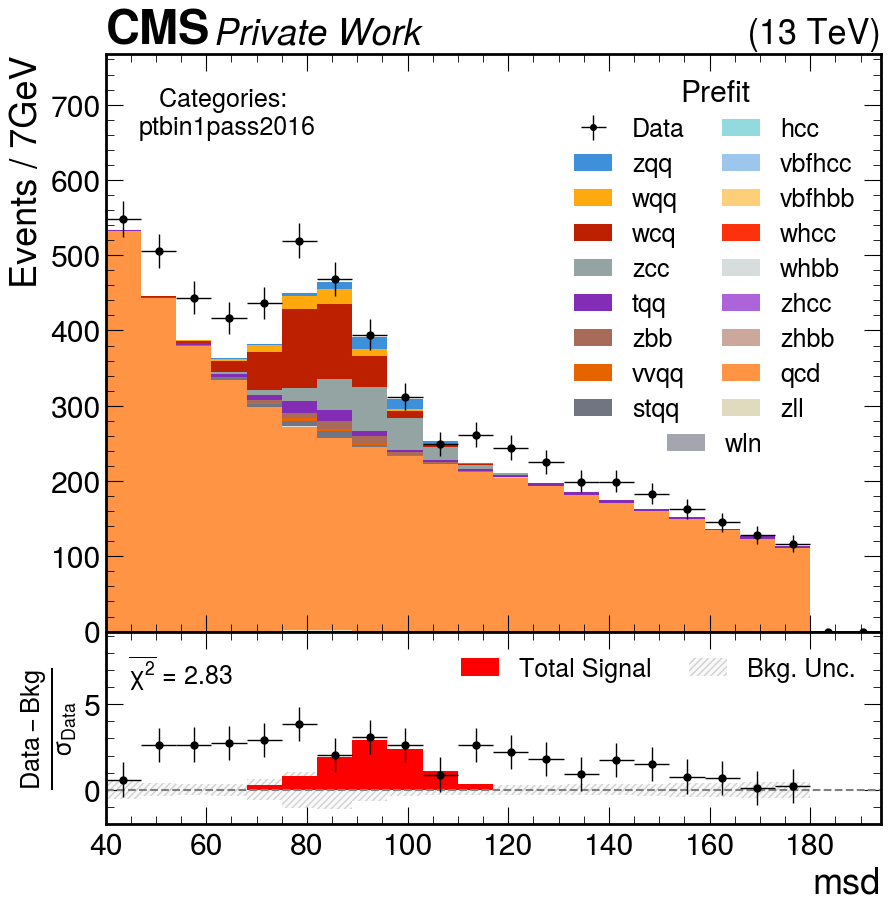 CMS Private Work (13 TeV)
Events / 7GeV
Categories:
ptbin1pass2016
Prefit
Data hcc
zqq vbfhcc
wqq vbfhbb
wcq whcc
zcc whbb
tqq zhcc
zbb zhbb
vvqq qcd
stqq zll
wln
700
600
500
400
300
200
100
0
Data – Bkg
σData
χ² = 2.83
Total Signal Bkg. Unc.
5
0
40 60 80 100 120 140 160 180
msd